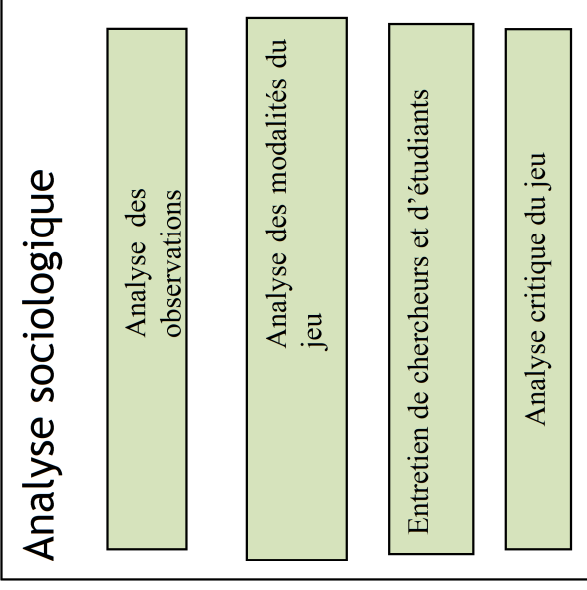 Analyse sociologique
Analyse des
observations
Analyse des modalités du
jeu
Entretien de chercheurs et d’étudiants
Analyse critique du jeu